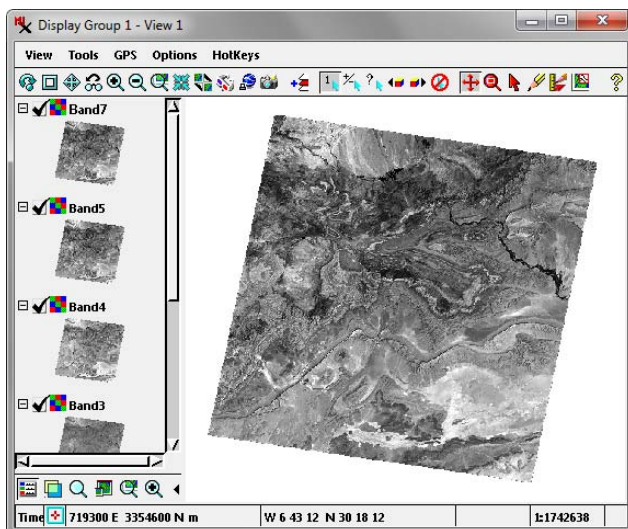 Display Group 1 - View 1
View Tools GPS Options HotKeys
Band7
Band5
Band4
Band3
Time 719300 E 3354600 N m W 6 43 12 N 30 18 12 1:1742638